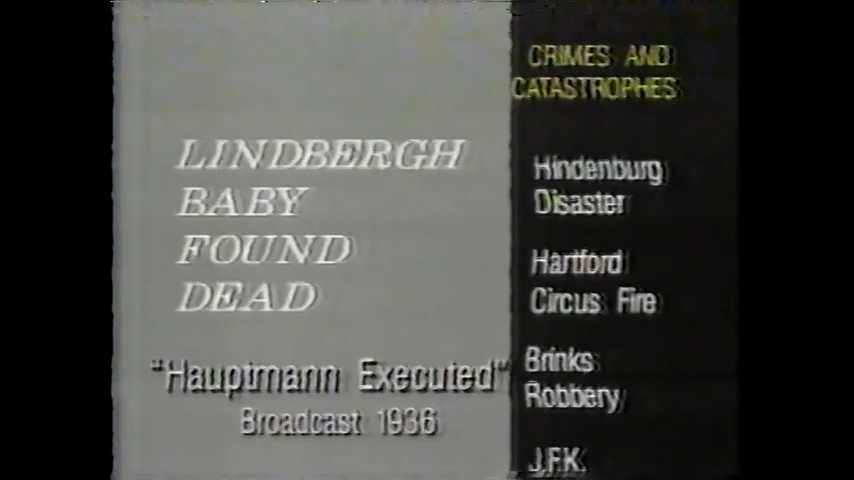 LINDBERGH
BABY
FOUND
DEAD
"Hauptmann Executed"
Broadcast 1936
CRIMES AND
CATASTROPHES
Hindenburg
Disaster
Hartford
Circus Fire
Brinks
Robbery
J.F.K.